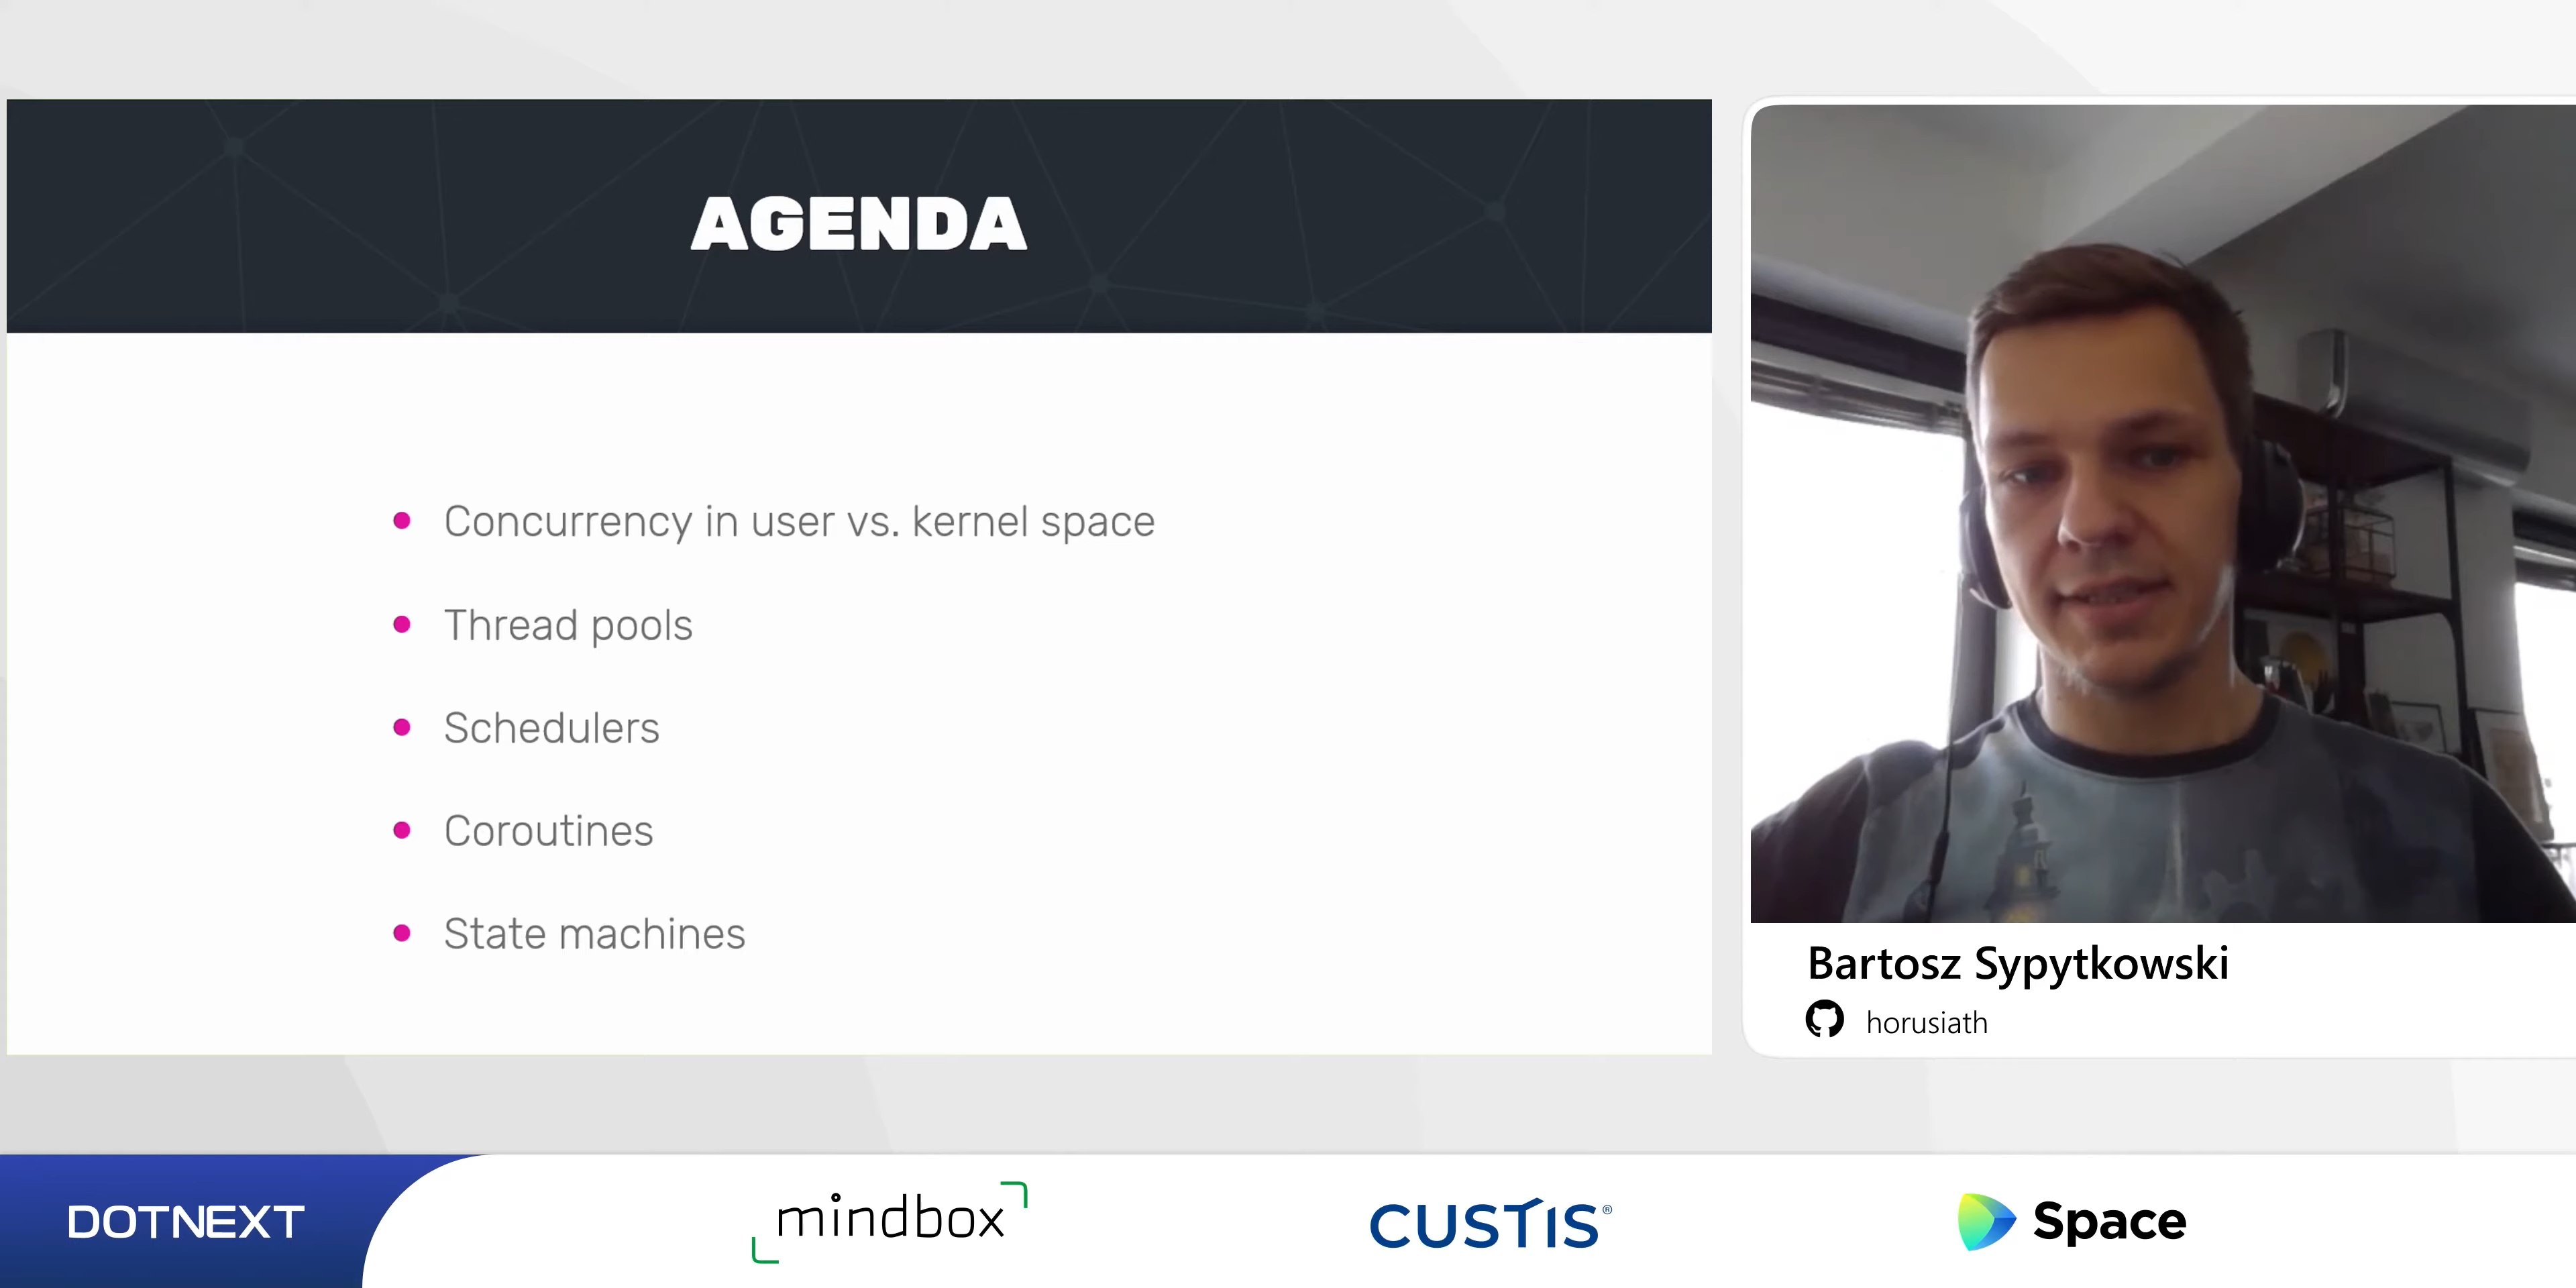 AGENDA
Concurrency in user vs. kernel space
Thread pools
Schedulers
Coroutines
State machines
Bartosz Sypytkowski
horusiath
DOTNEXT
mindbox
CUSTIS®
Space